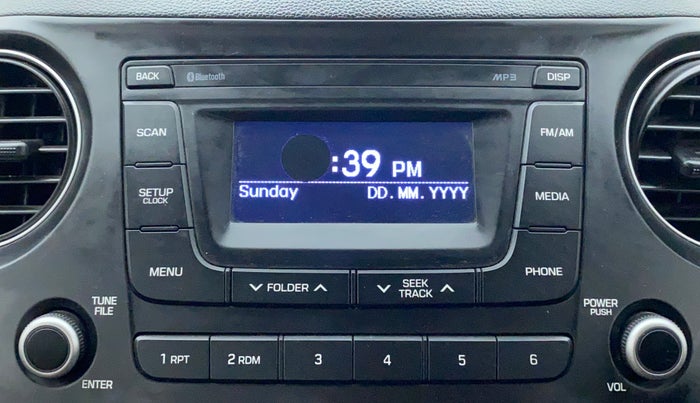 BACK Bluetooth MP3 DISP
SCAN FM/AM
:39 PM
Sunday DD.MM.YYYY
SETUP
CLOCK
MEDIA
MENU PHONE
FOLDER SEEK
TRACK
TUNE
FILE
POWER
PUSH
1 RPT 2 RDM 3 4 5 6
ENTER VOL